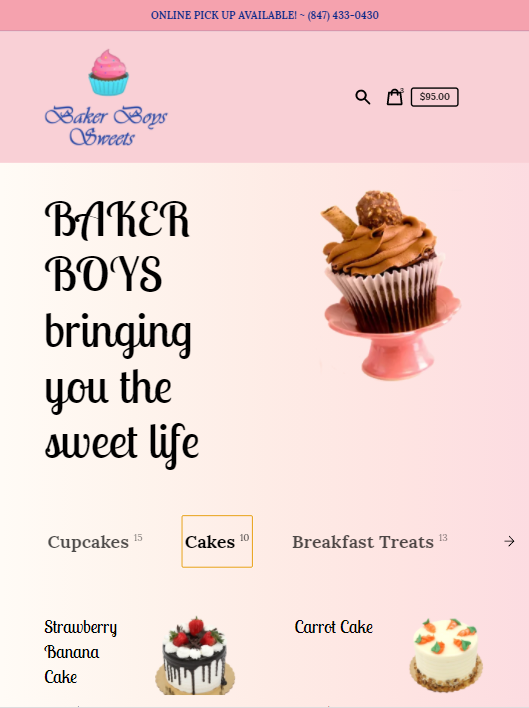 ONLINE PICK UP AVAILABLE! ~ (847) 433-0430
Baker Boys
Sweets
3
$95.00
BAKER
BOYS
bringing
you the
sweet life
Cupcakes 15
Cakes 10
Breakfast Treats 13
Strawberry
Banana
Cake
Carrot Cake